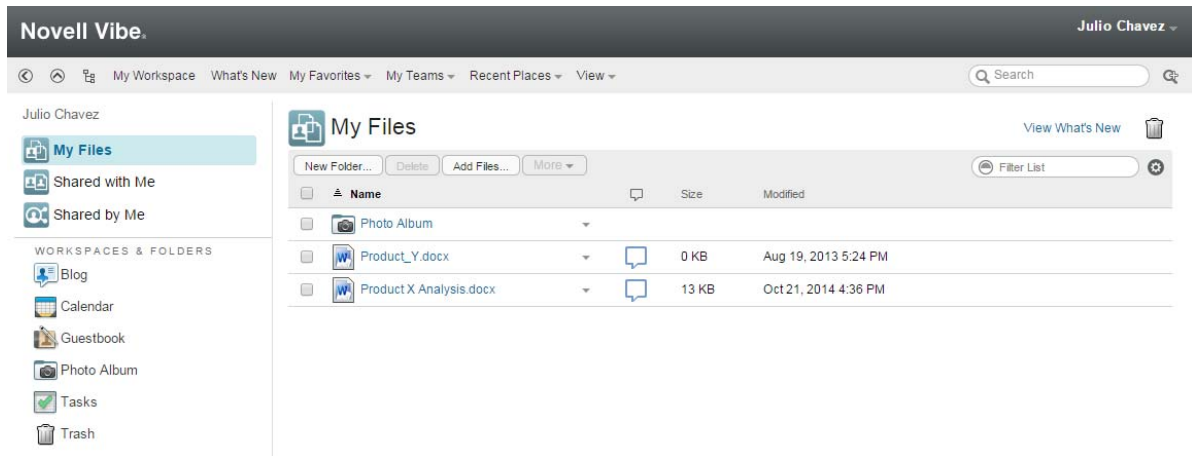 Novell Vibe.
Julio Chavez
My Workspace What's New My Favorites My Teams Recent Places View
Search
Julio Chavez
My Files
Shared with Me
Shared by Me
WORKSPACES & FOLDERS
Blog
Calendar
Guestbook
Photo Album
Tasks
Trash
My Files
View What's New
New Folder... Delete Add Files... More
Filter List
Name Size Modified
Photo Album
Product_Y.docx 0 KB Aug 19, 2013 5:24 PM
Product X Analysis.docx 13 KB Oct 21, 2014 4:36 PM